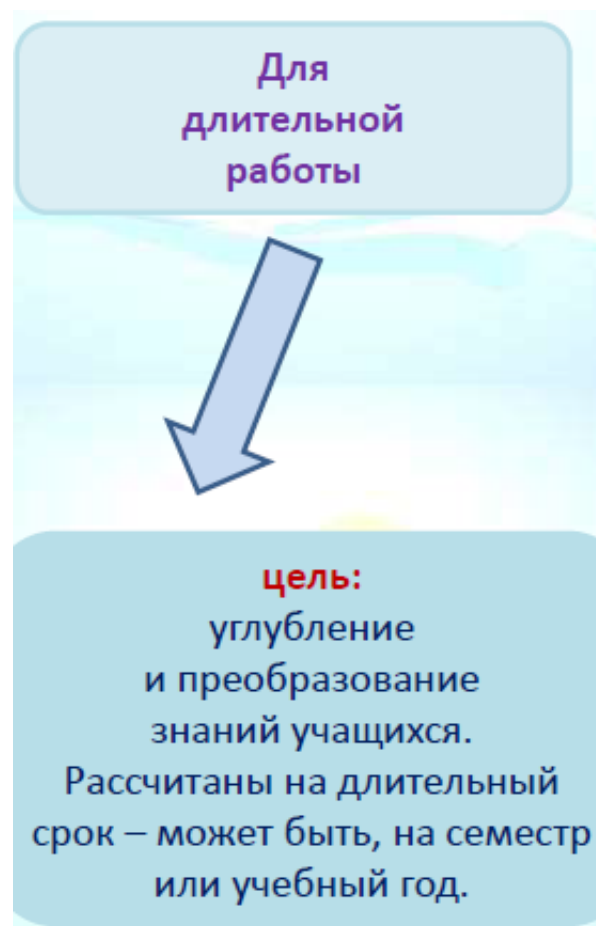 Для
длительной
работы
цель:
углубление
и преобразование
знаний учащихся.
Рассчитаны на длительный
срок – может быть, на семестр
или учебный год.